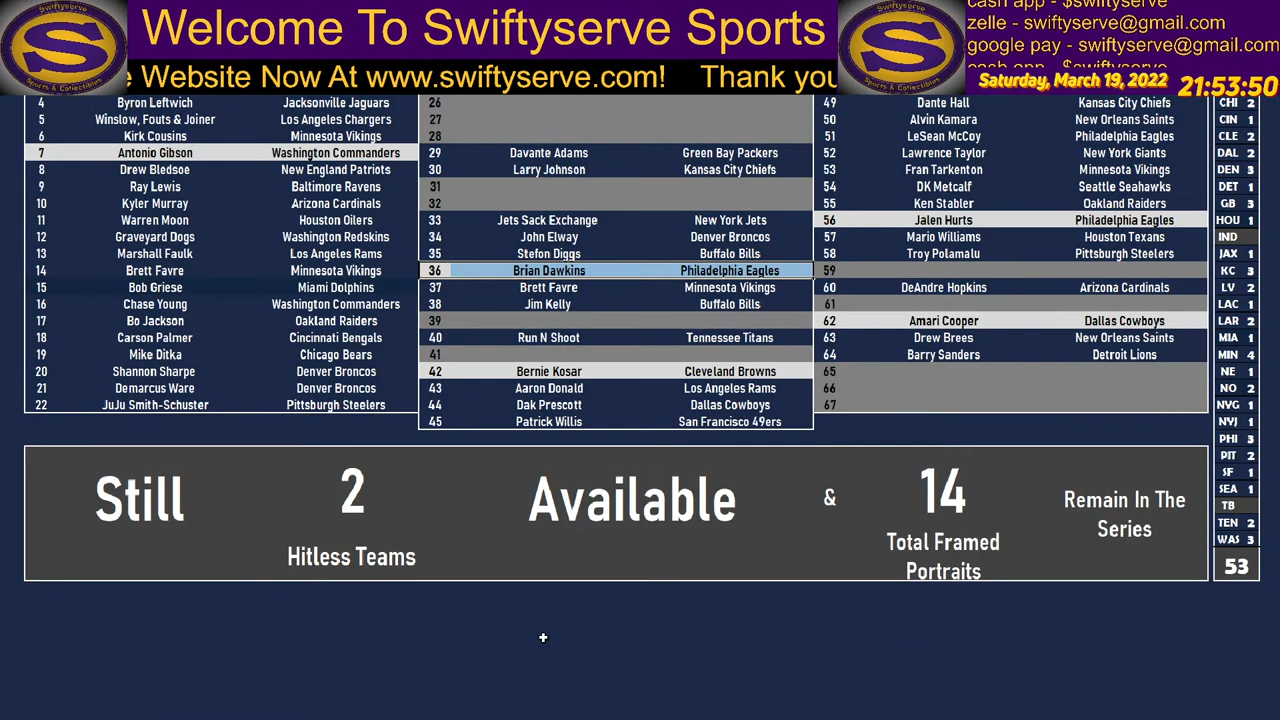 Welcome To Swiftyserve Sports
e Website Now At www.swiftyserve.com! Thank you
S
Sports & Collectibles
S
Sports & Collectibles
cash app - $swiftyserve
zelle - swiftyserve@gmail.com
google pay - swiftyserve@gmail.com
cash app - $swiftyserve
Saturday, March 19, 2022 21:53:50
4 Byron Leftwich Jacksonville Jaguars
5 Winslow, Fouts & Joiner Los Angeles Chargers
6 Kirk Cousins Minnesota Vikings
7 Antonio Gibson Washington Commanders
8 Drew Bledsoe New England Patriots
9 Ray Lewis Baltimore Ravens
10 Kyler Murray Arizona Cardinals
11 Warren Moon Houston Oilers
12 Graveyard Dogs Washington Redskins
13 Marshall Faulk Los Angeles Rams
14 Brett Favre Minnesota Vikings
15 Bob Griese Miami Dolphins
16 Chase Young Washington Commanders
17 Bo Jackson Oakland Raiders
18 Carson Palmer Cincinnati Bengals
19 Mike Ditka Chicago Bears
20 Shannon Sharpe Denver Broncos
21 Demarcus Ware Denver Broncos
22 JuJu Smith-Schuster Pittsburgh Steelers
26
27
28
29 Davante Adams Green Bay Packers
30 Larry Johnson Kansas City Chiefs
31
32
33 Jets Sack Exchange New York Jets
34 John Elway Denver Broncos
35 Stefon Diggs Buffalo Bills
36 Brian Dawkins Philadelphia Eagles
37 Brett Favre Minnesota Vikings
38 Jim Kelly Buffalo Bills
39
40 Run N Shoot Tennessee Titans
41
42 Bernie Kosar Cleveland Browns
43 Aaron Donald Los Angeles Rams
44 Dak Prescott Dallas Cowboys
45 Patrick Willis San Francisco 49ers
49 Dante Hall Kansas City Chiefs
50 Alvin Kamara New Orleans Saints
51 LeSean McCoy Philadelphia Eagles
52 Lawrence Taylor New York Giants
53 Fran Tarkenton Minnesota Vikings
54 DK Metcalf Seattle Seahawks
55 Ken Stabler Oakland Raiders
56 Jalen Hurts Philadelphia Eagles
57 Mario Williams Houston Texans
58 Troy Polamalu Pittsburgh Steelers
59
60 DeAndre Hopkins Arizona Cardinals
61
62 Amari Cooper Dallas Cowboys
63 Drew Brees New Orleans Saints
64 Barry Sanders Detroit Lions
65
66
67
CHI 2
CIN 1
CLE 2
DAL 2
DEN 3
DET 1
GB 3
HOU 1
IND
JAX 1
KC 3
LV 2
LAC 1
LAR 2
MIA 1
MIN 4
NE 1
NO 2
NYG 1
NYJ 1
PHI 3
PIT 2
SF 1
SEA 1
TB
TEN 2
WAS 3
53
Still 2 Available & 14 Remain In The
Series
Hitless Teams Total Framed
Portraits